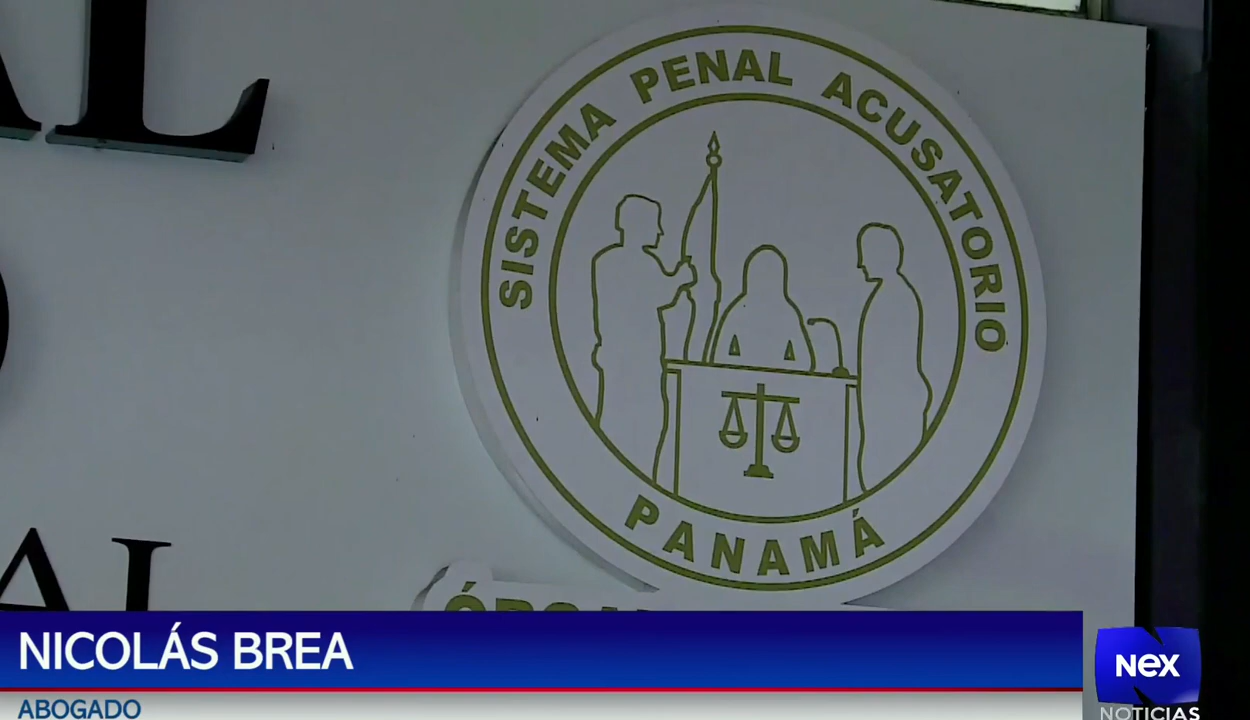 SISTEMA PENAL ACUSATORIO
PANAMÁ
NICOLÁS BREA
ABOGADO
Nex
NOTICIAS